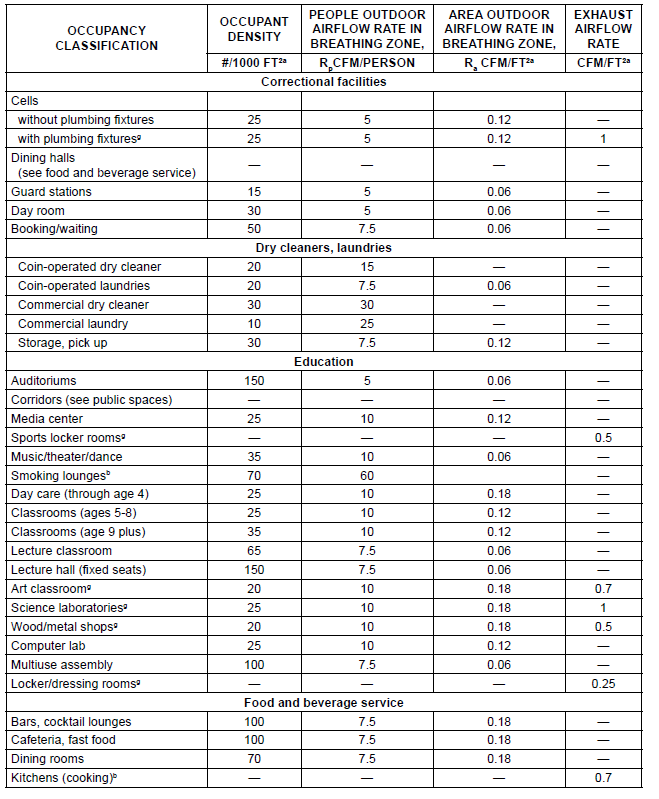 OCCUPANCY CLASSIFICATION | OCCUPANT DENSITY | PEOPLE OUTDOOR AIRFLOW RATE IN BREATHING ZONE, | AREA OUTDOOR AIRFLOW RATE IN BREATHING ZONE, | EXHAUST AIRFLOW RATE
#/1000 FT²ᵃ | RₚCFM/PERSON | Rₐ CFM/FT²ᵃ | CFM/FT²ᵃ
Correctional facilities
Cells
without plumbing fixtures | 25 | 5 | 0.12 | —
with plumbing fixturesᵍ | 25 | 5 | 0.12 | 1
Dining halls
(see food and beverage service) | — | — | — | —
Guard stations | 15 | 5 | 0.06 | —
Day room | 30 | 5 | 0.06 | —
Booking/waiting | 50 | 7.5 | 0.06 | —
Dry cleaners, laundries
Coin-operated dry cleaner | 20 | 15 | — | —
Coin-operated laundries | 20 | 7.5 | 0.06 | —
Commercial dry cleaner | 30 | 30 | — | —
Commercial laundry | 10 | 25 | — | —
Storage, pick up | 30 | 7.5 | 0.12 | —
Education
Auditoriums | 150 | 5 | 0.06 | —
Corridors (see public spaces) | — | — | — | —
Media center | 25 | 10 | 0.12 | —
Sports locker roomsᵍ | — | — | — | 0.5
Music/theater/dance | 35 | 10 | 0.06 | —
Smoking loungesᵇ | 70 | 60 | | —
Day care (through age 4) | 25 | 10 | 0.18 | —
Classrooms (ages 5-8) | 25 | 10 | 0.12 | —
Classrooms (age 9 plus) | 35 | 10 | 0.12 | —
Lecture classroom | 65 | 7.5 | 0.06 | —
Lecture hall (fixed seats) | 150 | 7.5 | 0.06 | —
Art classroomᵍ | 20 | 10 | 0.18 | 0.7
Science laboratoriesᵍ | 25 | 10 | 0.18 | 1
Wood/metal shopsᵍ | 20 | 10 | 0.18 | 0.5
Computer lab | 25 | 10 | 0.12 | —
Multiuse assembly | 100 | 7.5 | 0.06 | —
Locker/dressing roomsᵍ | — | — | — | 0.25
Food and beverage service
Bars, cocktail lounges | 100 | 7.5 | 0.18 | —
Cafeteria, fast food | 100 | 7.5 | 0.18 | —
Dining rooms | 70 | 7.5 | 0.18 | —
Kitchens (cooking)ᵇ | — | — | — | 0.7